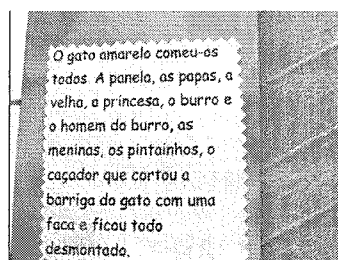 O gato amarelo comeu-os
todos. A panela, as papas, a
velha, a princesa, o burro e
o homem do burro, as
meninas, os pintainhos, o
caçador que cortou a
barriga do gato com uma
faca e ficou todo
desmontado.